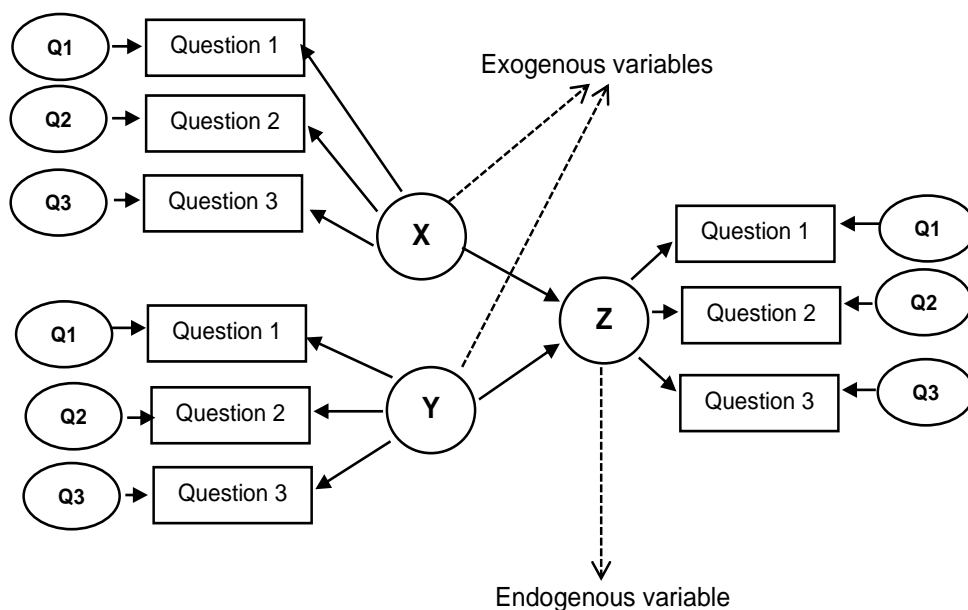 Q1
Question 1
Q2
Question 2
Q3
Question 3
X
Exogenous variables
Q1
Question 1
Q2
Question 2
Q3
Question 3
Y
Z
Question 1
Q1
Question 2
Q2
Question 3
Q3
Endogenous variable